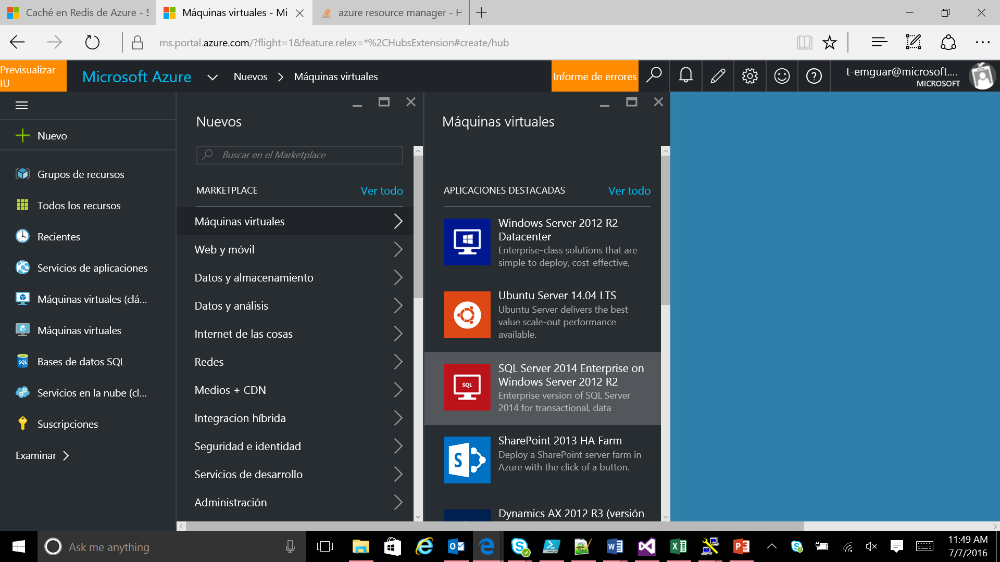 Caché en Redis de Azure - S
Máquinas virtuales - Mi
azure resource manager - H
ms.portal.azure.com/?flight=1&feature.relex=*%2CHubsExtension#create/hub
Previsualizar
IU
Microsoft Azure
Nuevos
Máquinas virtuales
Informe de errores
t-emguar@microsoft....
MICROSOFT
Nuevo
Grupos de recursos
Todos los recursos
Recientes
Servicios de aplicaciones
Máquinas virtuales (clá...
Máquinas virtuales
Bases de datos SQL
Servicios en la nube (cl...
Suscripciones
Examinar
Nuevos
Buscar en el Marketplace
MARKETPLACE
Ver todo
Máquinas virtuales
Web y móvil
Datos y almacenamiento
Datos y análisis
Internet de las cosas
Redes
Medios + CDN
Integracion híbrida
Seguridad e identidad
Servicios de desarrollo
Administración
Máquinas virtuales
APLICACIONES DESTACADAS
Ver todo
Windows Server 2012 R2
Datacenter
Enterprise-class solutions that are
simple to deploy, cost-effective,
Ubuntu Server 14.04 LTS
Ubuntu Server delivers the best
value scale-out performance
available.
SQL
SQL Server 2014 Enterprise on
Windows Server 2012 R2
Enterprise version of SQL Server
2014 for transactional, data
SharePoint 2013 HA Farm
Deploy a SharePoint server farm in
Azure with the click of a button.
Dynamics AX 2012 R3 (versión
Ask me anything
11:49 AM
7/7/2016